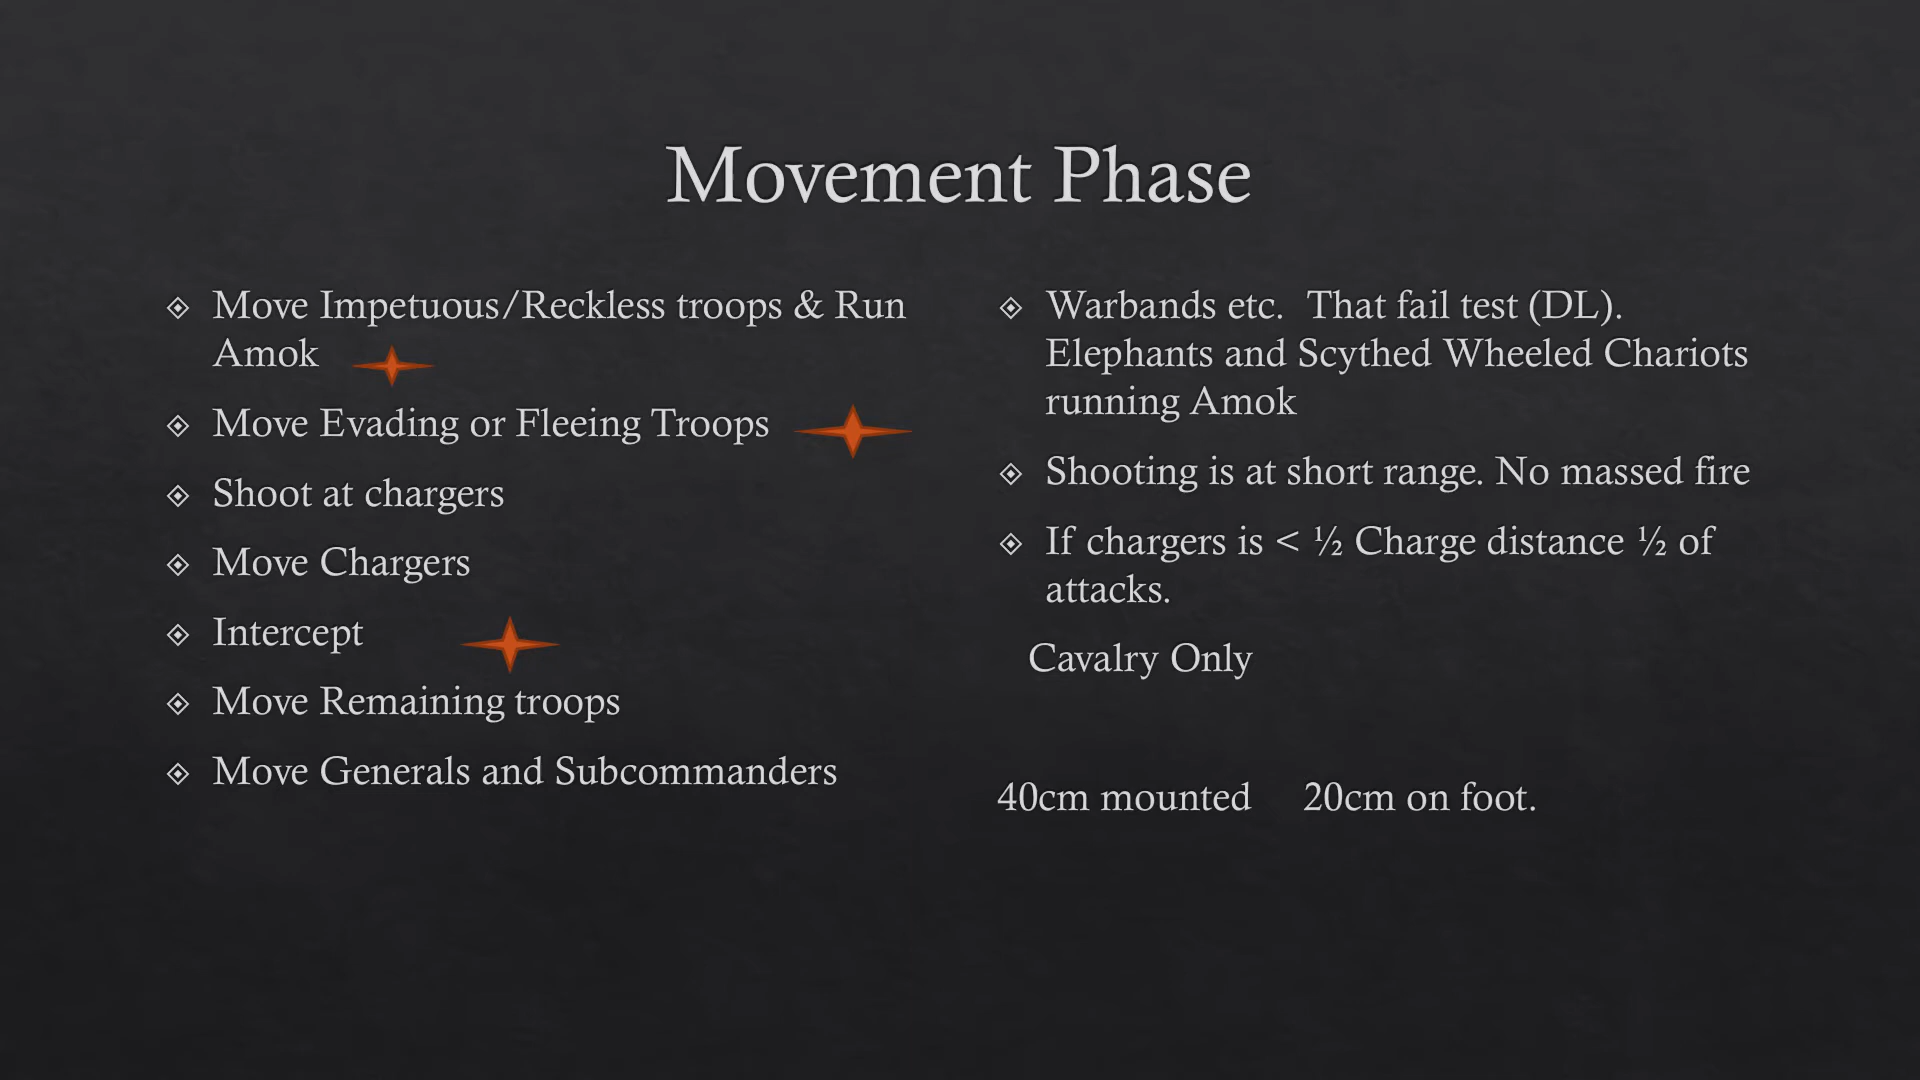 Movement Phase
Move Impetuous/Reckless troops & Run
Amok
Move Evading or Fleeing Troops
Shoot at chargers
Move Chargers
Intercept
Move Remaining troops
Move Generals and Subcommanders
Warbands etc.  That fail test (DL).
Elephants and Scythed Wheeled Chariots
running Amok
Shooting is at short range. No massed fire
If chargers is < ½ Charge distance ½ of
attacks.
Cavalry Only
40cm mounted     20cm on foot.